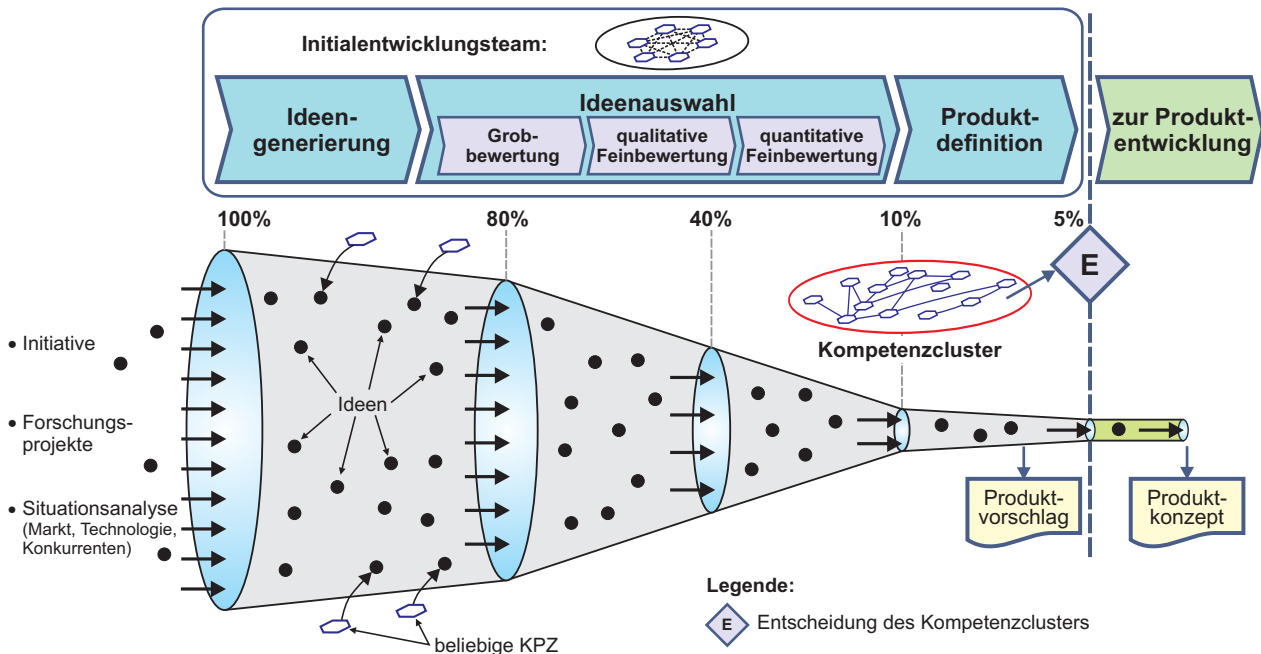 Initialentwicklungsteam:
Ideen-
generierung
Ideenauswahl
Grob-
bewertung
qualitative
Feinbewertung
quantitative
Feinbewertung
Produkt-
definition
zur Produkt-
entwicklung
100%
80%
40%
10%
5%
E
Kompetenzcluster
• Initiative
• Forschungs-
projekte
• Situationsanalyse
(Markt, Technologie,
Konkurrenten)
Ideen
Produkt-
vorschlag
Produkt-
konzept
beliebige KPZ
Legende:
E Entscheidung des Kompetenzclusters